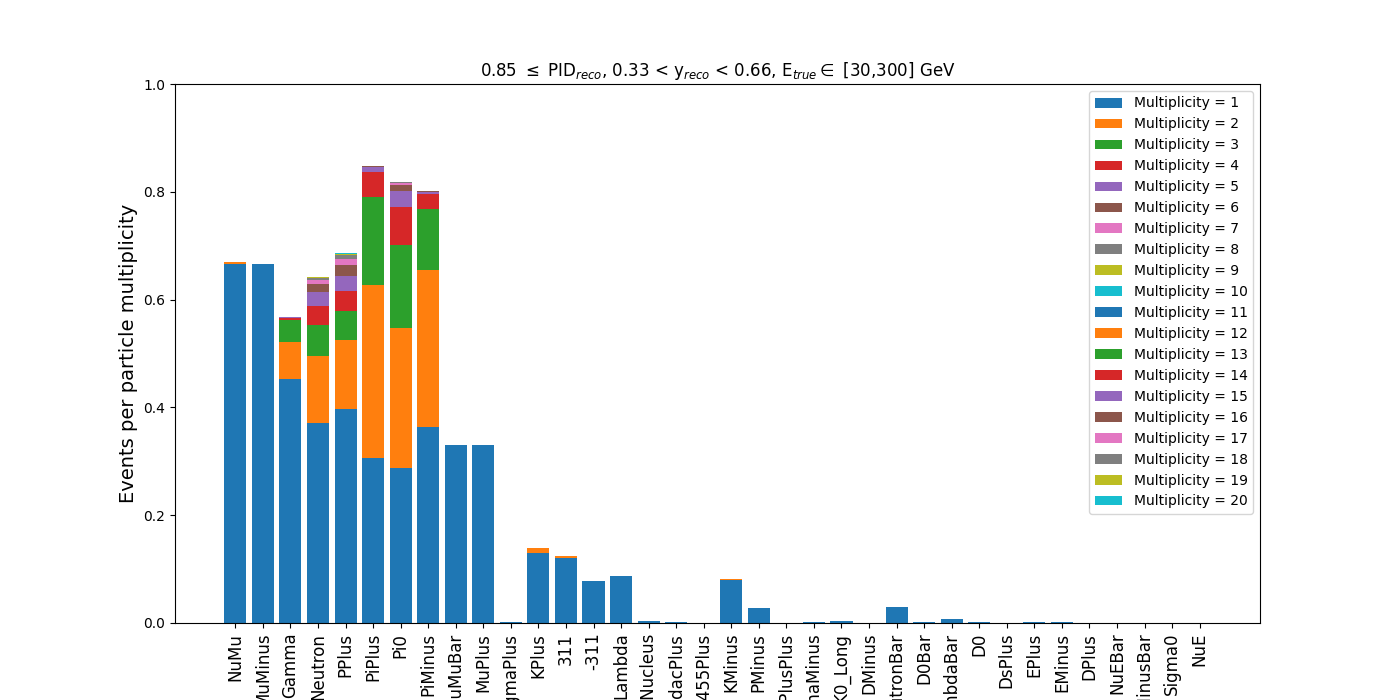 0.85 ≤ PID_reco, 0.33 < y_reco < 0.66, E_true ∈ [30,300] GeV
Events per particle multiplicity
1.0
0.8
0.6
0.4
0.2
0.0
Multiplicity = 1
Multiplicity = 2
Multiplicity = 3
Multiplicity = 4
Multiplicity = 5
Multiplicity = 6
Multiplicity = 7
Multiplicity = 8
Multiplicity = 9
Multiplicity = 10
Multiplicity = 11
Multiplicity = 12
Multiplicity = 13
Multiplicity = 14
Multiplicity = 15
Multiplicity = 16
Multiplicity = 17
Multiplicity = 18
Multiplicity = 19
Multiplicity = 20
NuMu
MuMinus
Gamma
Neutron
PPlus
PiPlus
Pi0
PiMinus
uMuBar
MuPlus
gmaPlus
KPlus
311
-311
Lambda
Nucleus
dacPlus
455Plus
KMinus
PMinus
PlusPlus
naMinus
K0_Long
DMinus
utronBar
D0Bar
nbdaBar
D0
DsPlus
EPlus
EMinus
DPlus
NuEBar
inusBar
Sigma0
NuE